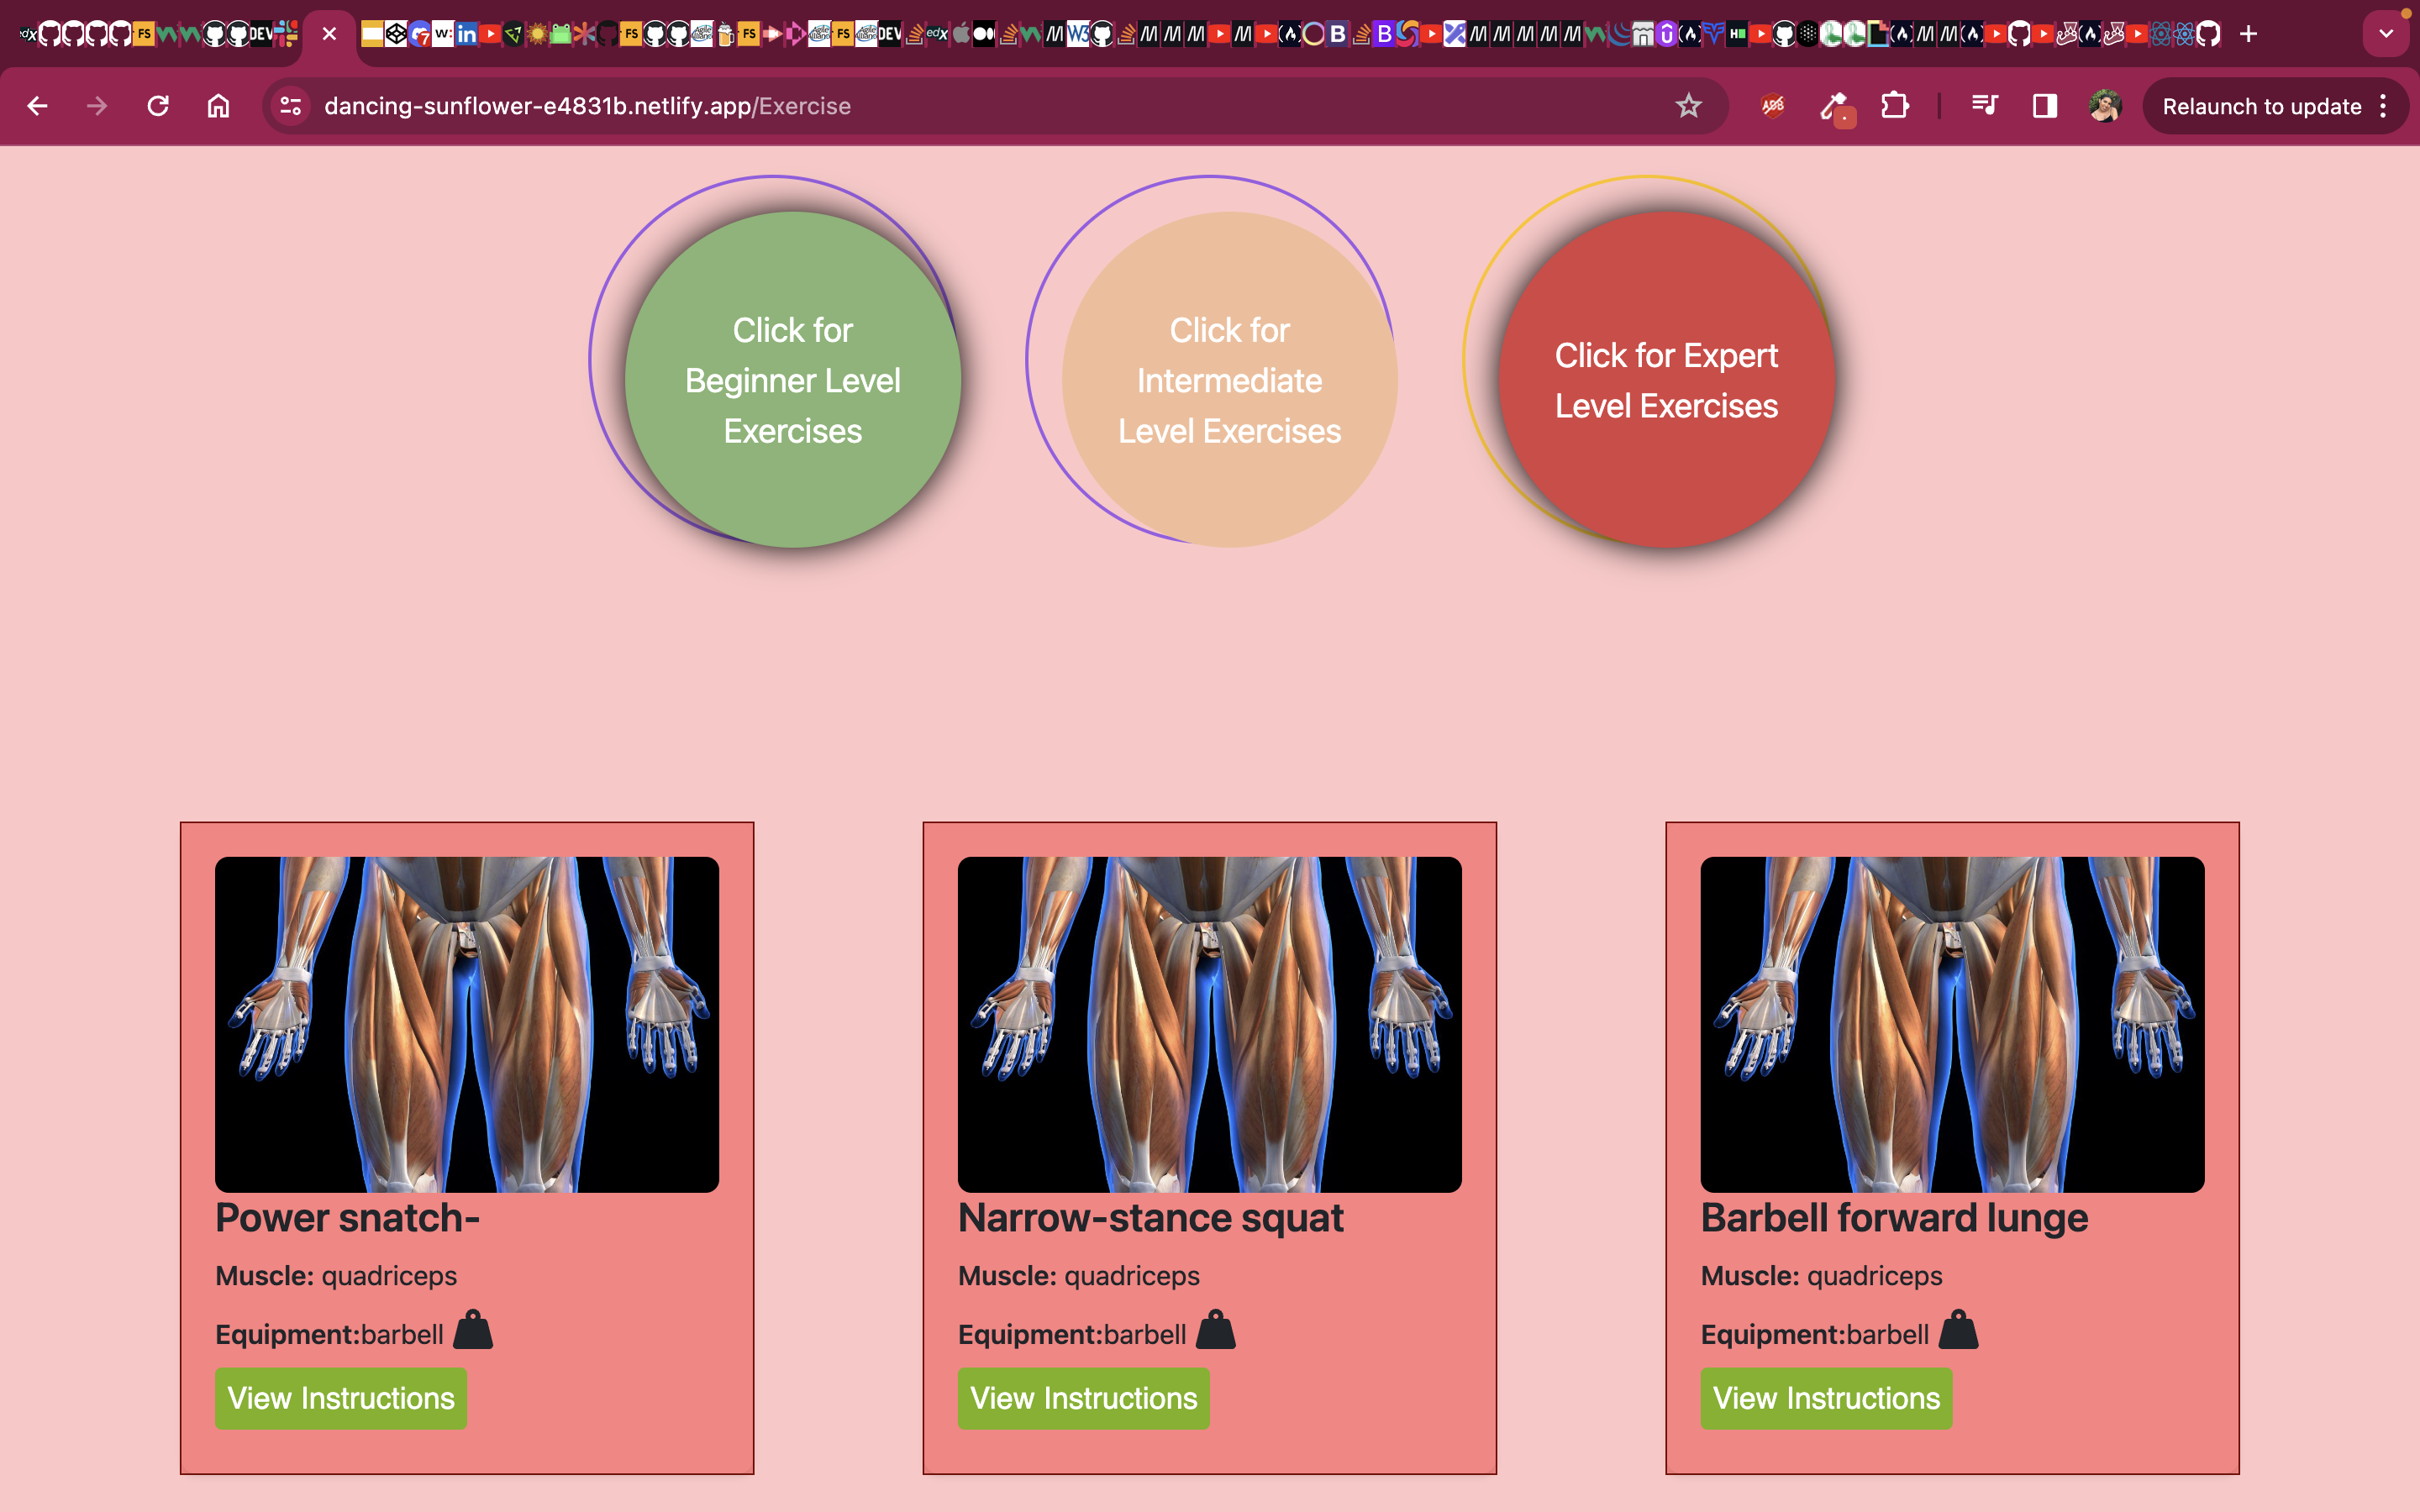 dancing-sunflower-e4831b.netlify.app/Exercise
Relaunch to update
Click for
Beginner Level
Exercises
Click for
Intermediate
Level Exercises
Click for Expert
Level Exercises
Power snatch-
Muscle: quadriceps
Equipment:barbell
View Instructions
Narrow-stance squat
Muscle: quadriceps
Equipment:barbell
View Instructions
Barbell forward lunge
Muscle: quadriceps
Equipment:barbell
View Instructions